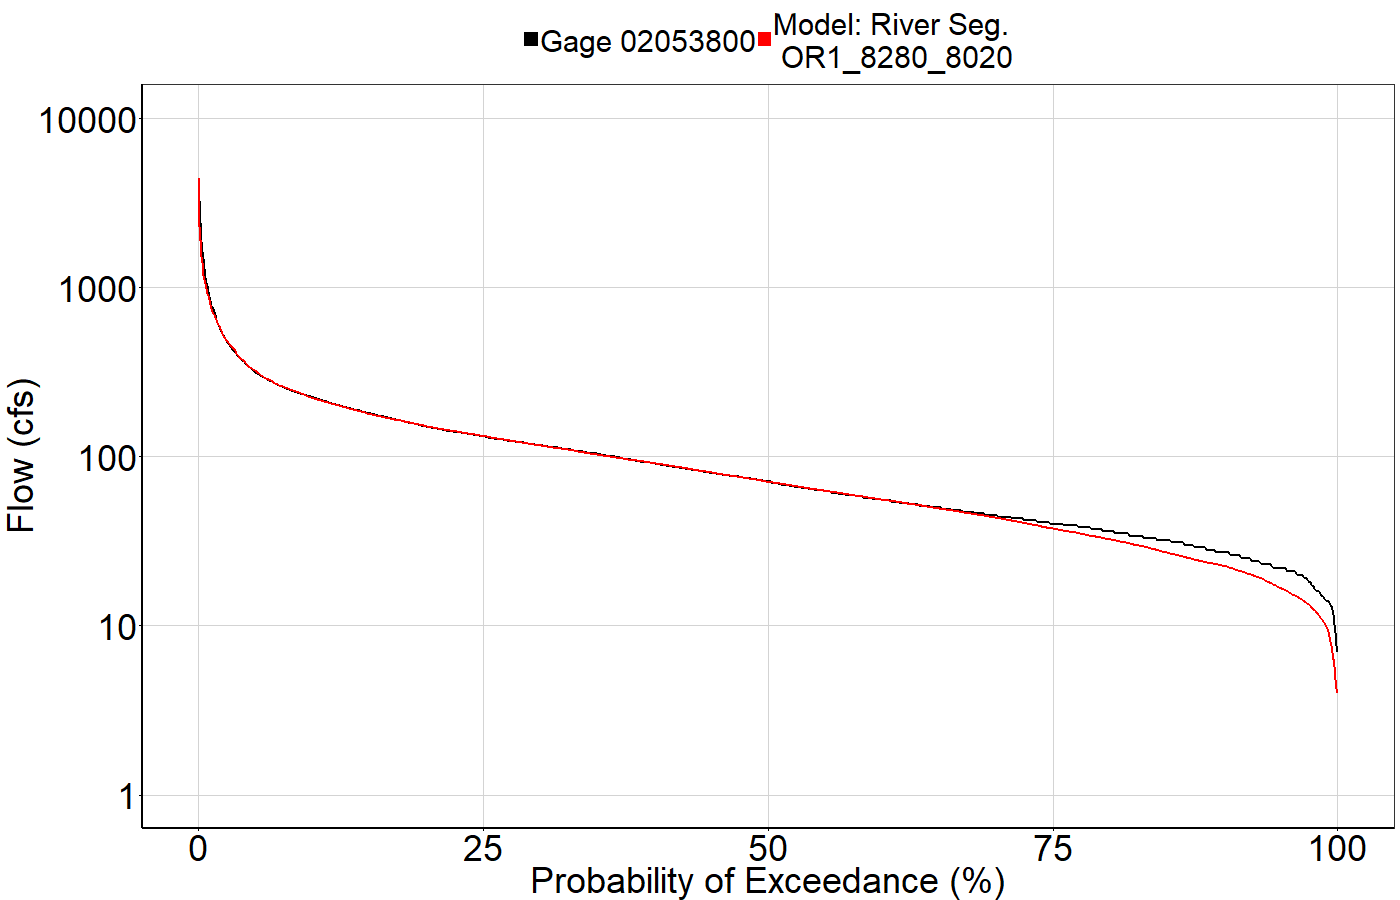 Gage 02053800
Model: River Seg.
OR1_8280_8020
Flow (cfs)
10000
1000
100
10
1
0 25 50 75 100
Probability of Exceedance (%)